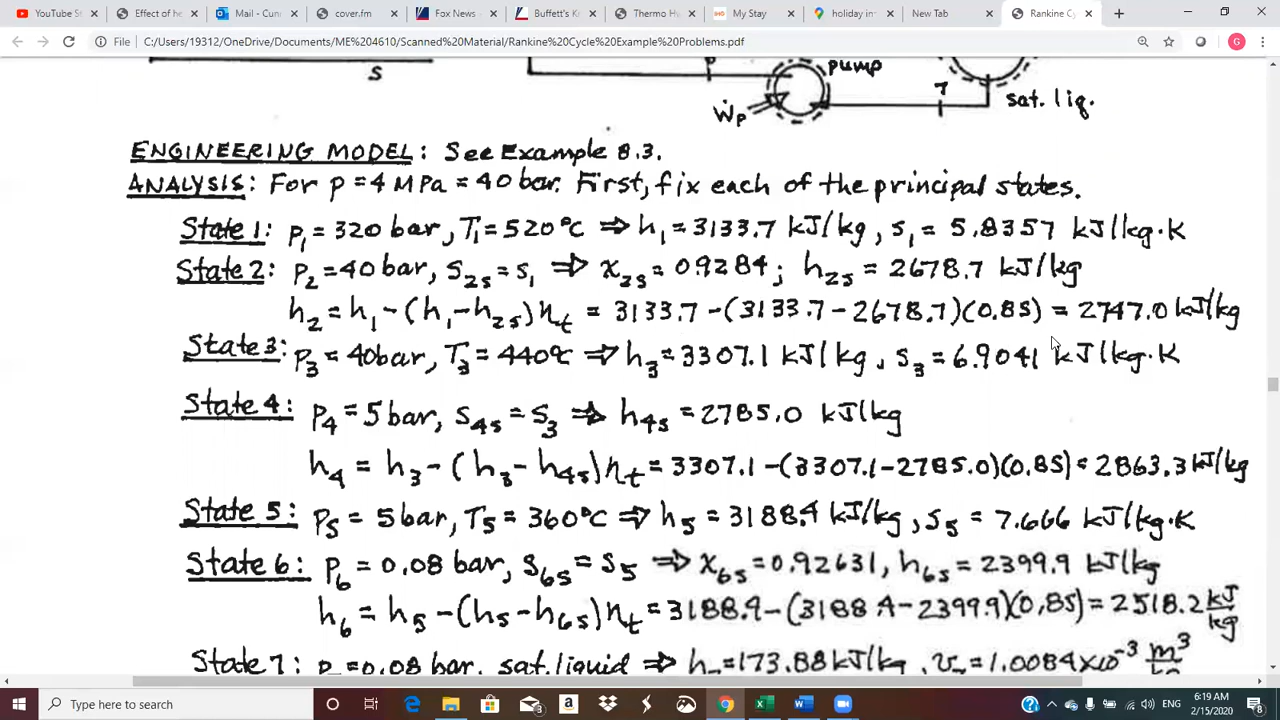 Effect of he
Mail - Cun
cover.fm
Fox News -
Buffett's K
Thermo Hy
My Stay
holiday in
New Tab
Rankine Cy
File C:/Users/19312/OneDrive/Documents/ME%204610/Scanned%20Material/Rankine%20Cycle%20Example%20Problems.pdf
G
s
pump
Ẇp
7
sat. liq.
ENGINEERING MODEL: See Example 8.3.
ANALYSIS: For p = 4 MPa = 40 bar. First, fix each of the principal states.
State 1: p₁ = 320 bar, T₁ = 520°C ⇒ h₁ = 3133.7 kJ/kg, s₁ = 5.8357 kJ/kg·K
State 2: p₂ = 40 bar, s₂s = s₁ ⇒ x₂s = 0.9284; h₂s = 2678.7 kJ/kg
h₂ = h₁ - (h₁ - h₂s)ηt = 3133.7 - (3133.7 - 2678.7)(0.85) = 2747.0 kJ/kg
State 3: p₃ = 40 bar, T₃ = 440°C ⇒ h₃ = 3307.1 kJ/kg, s₃ = 6.9041 kJ/kg·K
State 4: p₄ = 5 bar, s₄s = s₃ ⇒ h₄s = 2785.0 kJ/kg
h₄ = h₃ - (h₃ - h₄s)ηt = 3307.1 - (3307.1 - 2785.0)(0.85) = 2863.3 kJ/kg
State 5: p₅ = 5 bar, T₅ = 360°C ⇒ h₅ = 3188.4 kJ/kg, s₅ = 7.666 kJ/kg·K
State 6: p₆ = 0.08 bar, s₆s = s₅ ⇒ x₆s = 0.92631, h₆s = 2399.9 kJ/kg
h₆ = h₅ - (h₅ - h₆s)ηt = 3188.4 - (3188.4 - 2399.9)(0.85) = 2518.2 kJ/kg
State 7: p₇ = 0.08 bar, sat. liquid ⇒ h₇ = 173.88 kJ/kg, v₇ = 1.0084×10⁻³ m³
Type here to search
3
ENG
6:19 AM
2/15/2020
8